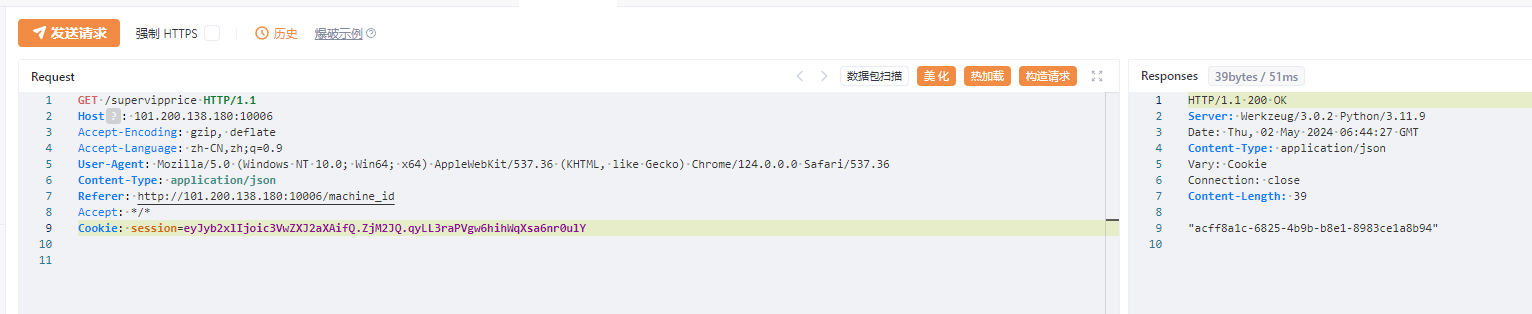 发送请求 强制 HTTPS 历史 爆破示例
Request 数据包扫描 美化 热加载 构造请求
1 GET /supervipprice HTTP/1.1
2 Host ? : 101.200.138.180:10006
3 Accept-Encoding: gzip, deflate
4 Accept-Language: zh-CN,zh;q=0.9
5 User-Agent: Mozilla/5.0 (Windows NT 10.0; Win64; x64) AppleWebKit/537.36 (KHTML, like Gecko) Chrome/124.0.0.0 Safari/537.36
6 Content-Type: application/json
7 Referer: http://101.200.138.180:10006/machine_id
8 Accept: */*
9 Cookie: session=eyJyb2xlIjoic3VwZXJ2aXAifQ.ZjM2JQ.qyLL3raPVgw6hihWqXsa6nr0ulY
10
11
Responses 39bytes / 51ms
1 HTTP/1.1 200 OK
2 Server: Werkzeug/3.0.2 Python/3.11.9
3 Date: Thu, 02 May 2024 06:44:27 GMT
4 Content-Type: application/json
5 Vary: Cookie
6 Connection: close
7 Content-Length: 39
8
9 "acff8a1c-6825-4b9b-b8e1-8983ce1a8b94"
10